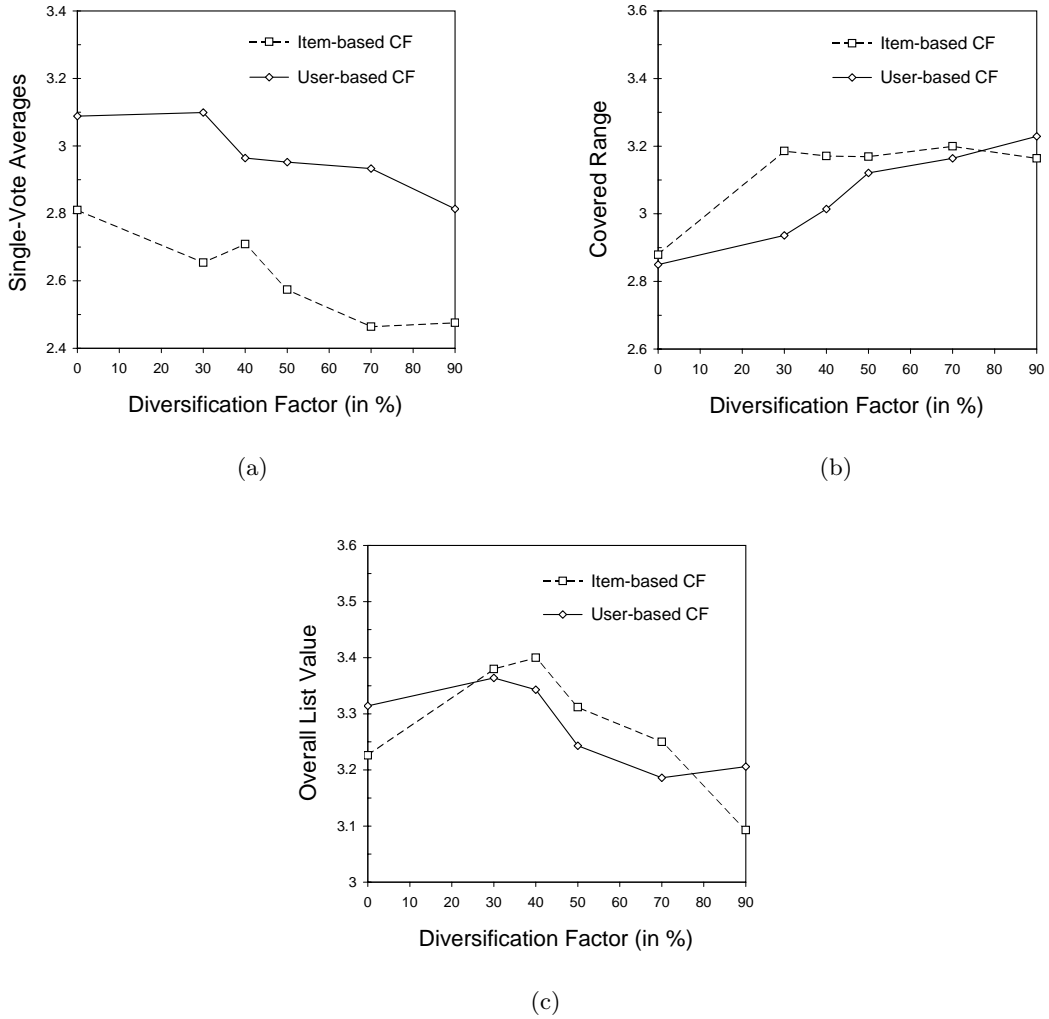 3.4
3.2
3
2.8
2.6
2.4
Single-Vote Averages
Item-based CF
User-based CF
0 10 20 30 40 50 60 70 80 90
Diversification Factor (in %)
(a)
3.6
3.4
3.2
3
2.8
2.6
Covered Range
Item-based CF
User-based CF
0 10 20 30 40 50 60 70 80 90
Diversification Factor (in %)
(b)
3.6
3.5
3.4
3.3
3.2
3.1
3
Overall List Value
Item-based CF
User-based CF
0 10 20 30 40 50 60 70 80 90
Diversification Factor (in %)
(c)